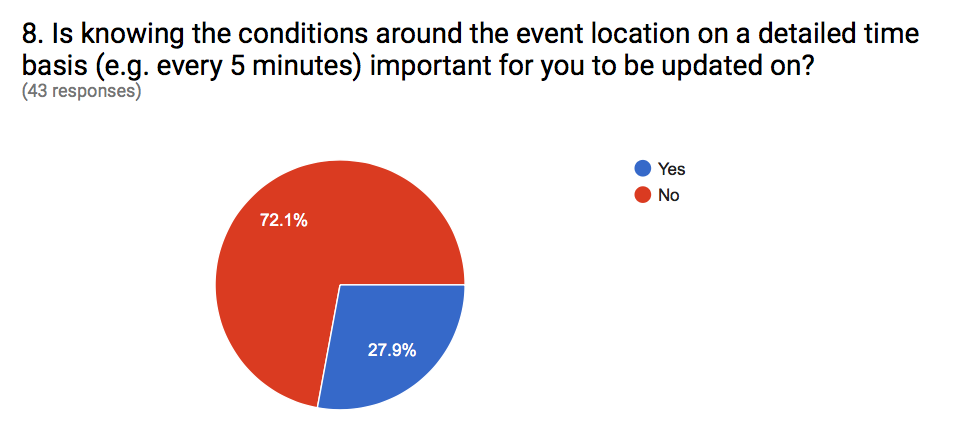 8. Is knowing the conditions around the event location on a detailed time
basis (e.g. every 5 minutes) important for you to be updated on?
(43 responses)
Yes
No
72.1%
27.9%